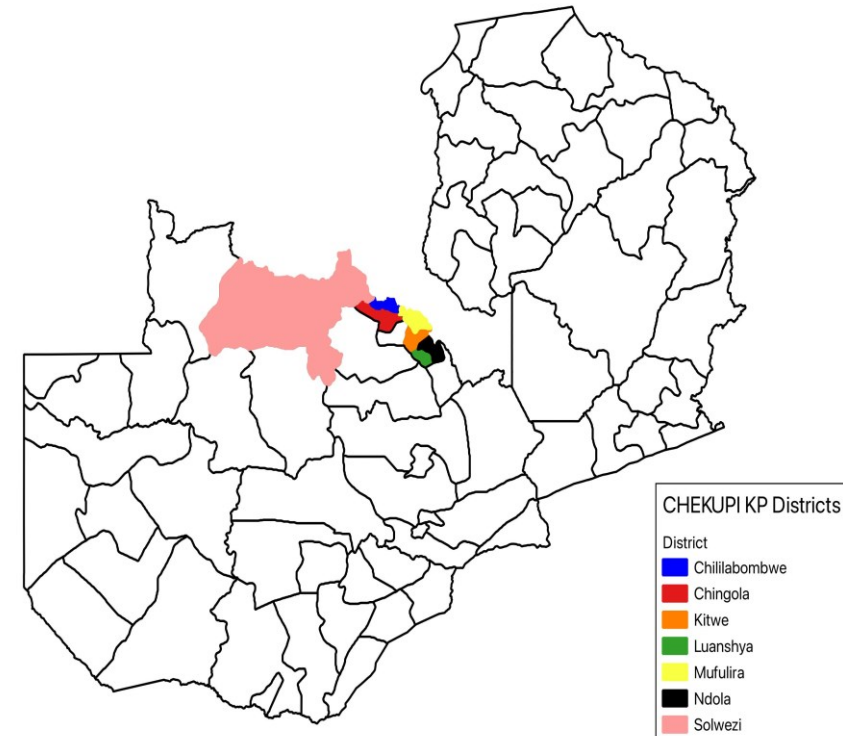 CHEKUPI KP Districts
District
Chililabombwe
Chingola
Kitwe
Luanshya
Mufulira
Ndola
Solwezi